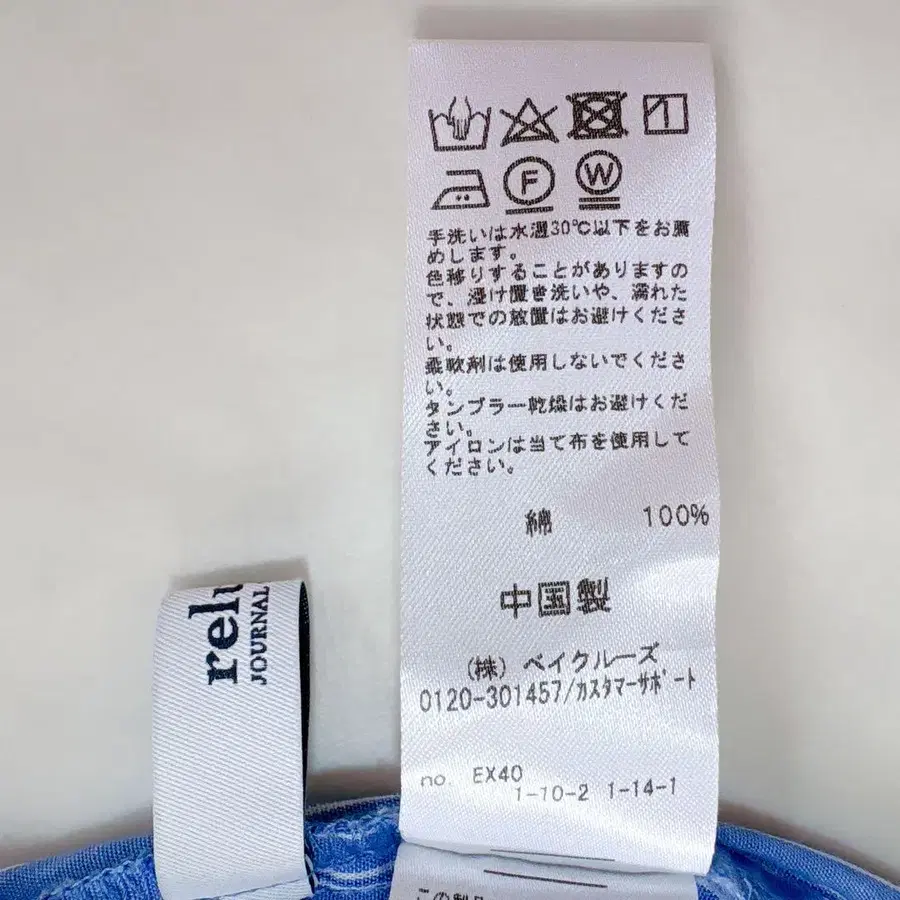 F
W
手洗いは水温30℃以下をお薦
めします。
色移りすることがありますの
で、浸け置き洗いや、濡れた
状態での放置はお避けくださ
い。
柔軟剤は使用しないでくださ
い。
タンブラー乾燥はお避けくだ
さい。
アイロンは当て布を使用して
ください。
綿 100%
中国製
(株) ベイクルーズ
0120-301457/ｶｽﾀﾏｰｻﾎﾟｰﾄ
no. EX40
1-10-2 1-14-1
rel
JOURNAL
この製品